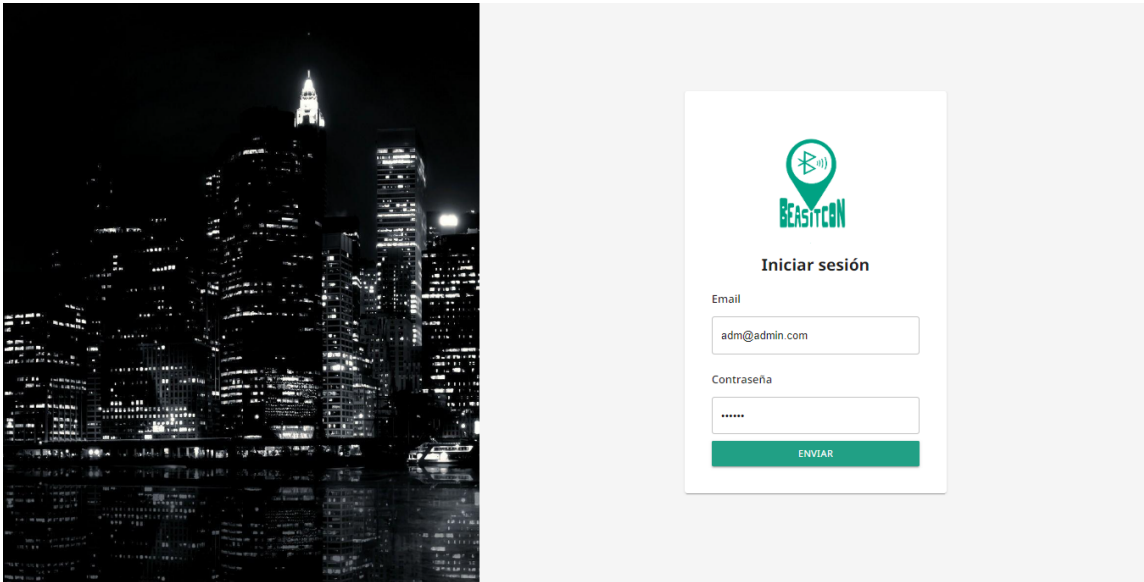 BEASITCON
Iniciar sesión
Email
adm@admin.com
Contraseña
••••••
ENVIAR